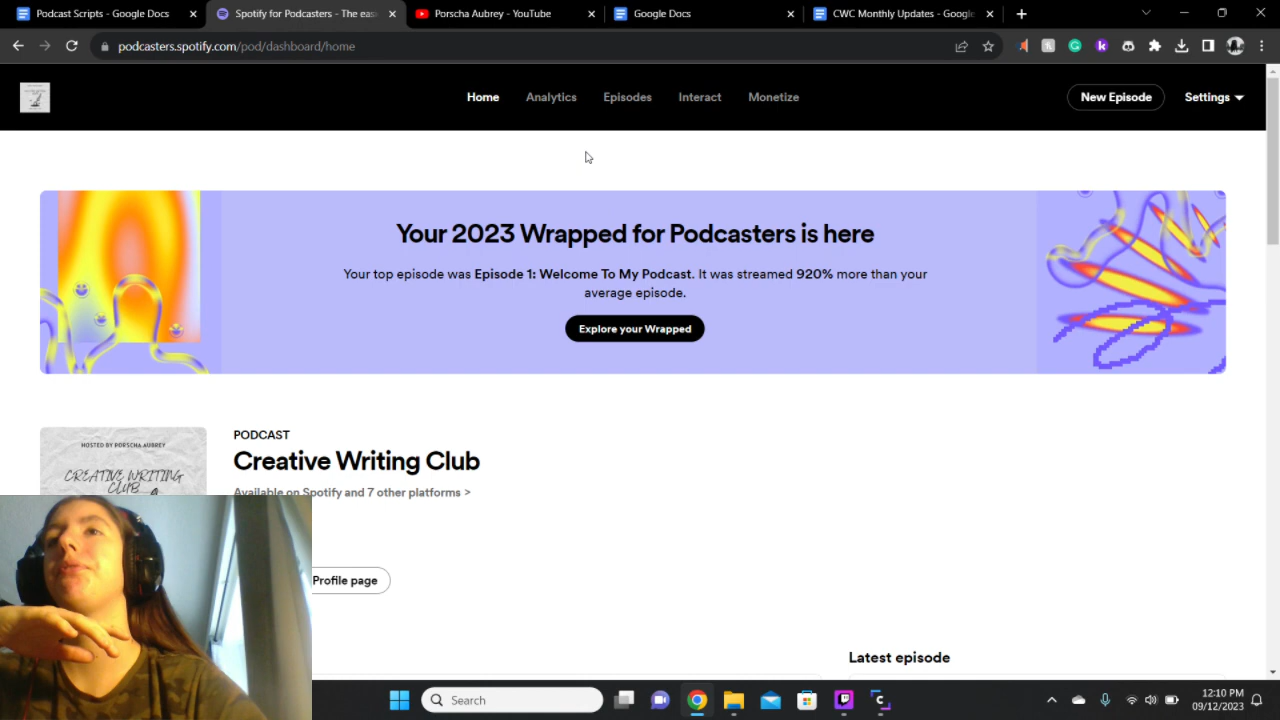 Podcast Scripts - Google Docs
Spotify for Podcasters - The eas
Porscha Aubrey - YouTube
Google Docs
CWC Monthly Updates - Google
podcasters.spotify.com/pod/dashboard/home
Home
Analytics
Episodes
Interact
Monetize
New Episode
Settings
Your 2023 Wrapped for Podcasters is here
Your top episode was Episode 1: Welcome To My Podcast. It was streamed 920% more than your
average episode.
Explore your Wrapped
HOSTED BY PORSCHA AUBREY
CREATIVE WRITING
CLUB
PODCAST
Creative Writing Club
Available on Spotify and 7 other platforms >
Profile page
Latest episode
Search
12:10 PM
09/12/2023